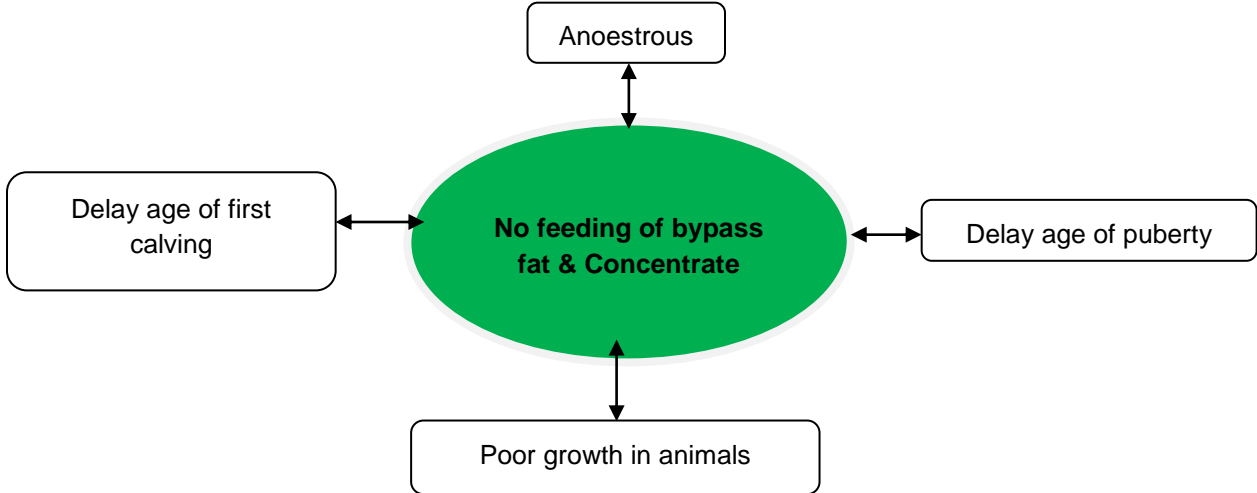 Anoestrous
Delay age of first
calving
No feeding of bypass
fat & Concentrate
Delay age of puberty
Poor growth in animals